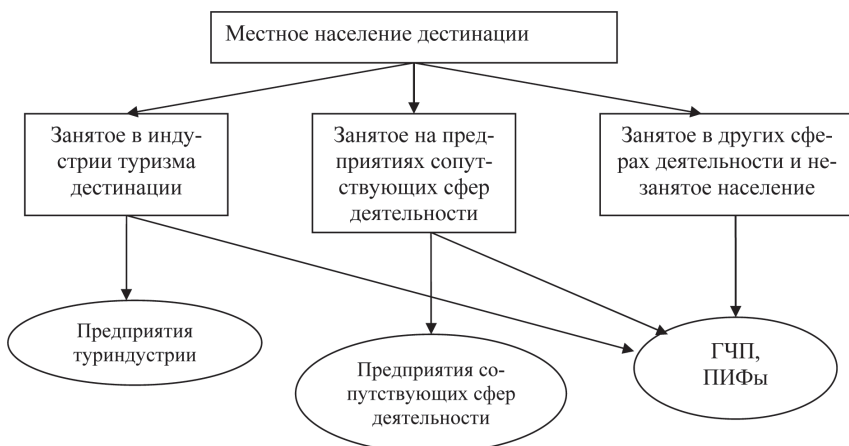 Местное население дестинации
Занятое в инду-
стрии туризма
дестинации
Занятое на пред-
приятиях сопут-
ствующих сфер
деятельности
Занятое в других сфе-
рах деятельности и не-
занятое население
Предприятия
туриндустрии
Предприятия со-
путствующих сфер
деятельности
ГЧП,
ПИФы